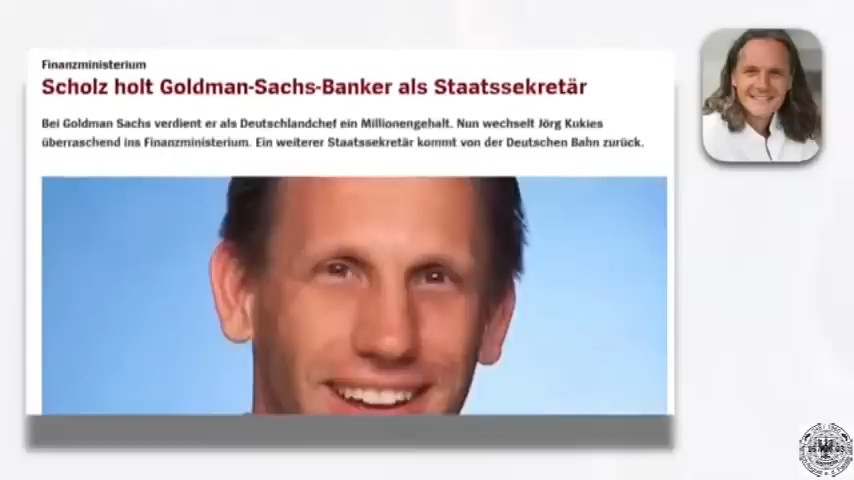 Finanzministerium
Scholz holt Goldman-Sachs-Banker als Staatssekretär
Bei Goldman Sachs verdient er als Deutschlandchef ein Millionengehalt. Nun wechselt Jörg Kukies
überraschend ins Finanzministerium. Ein weiterer Staatssekretär kommt von der Deutschen Bahn zurück.